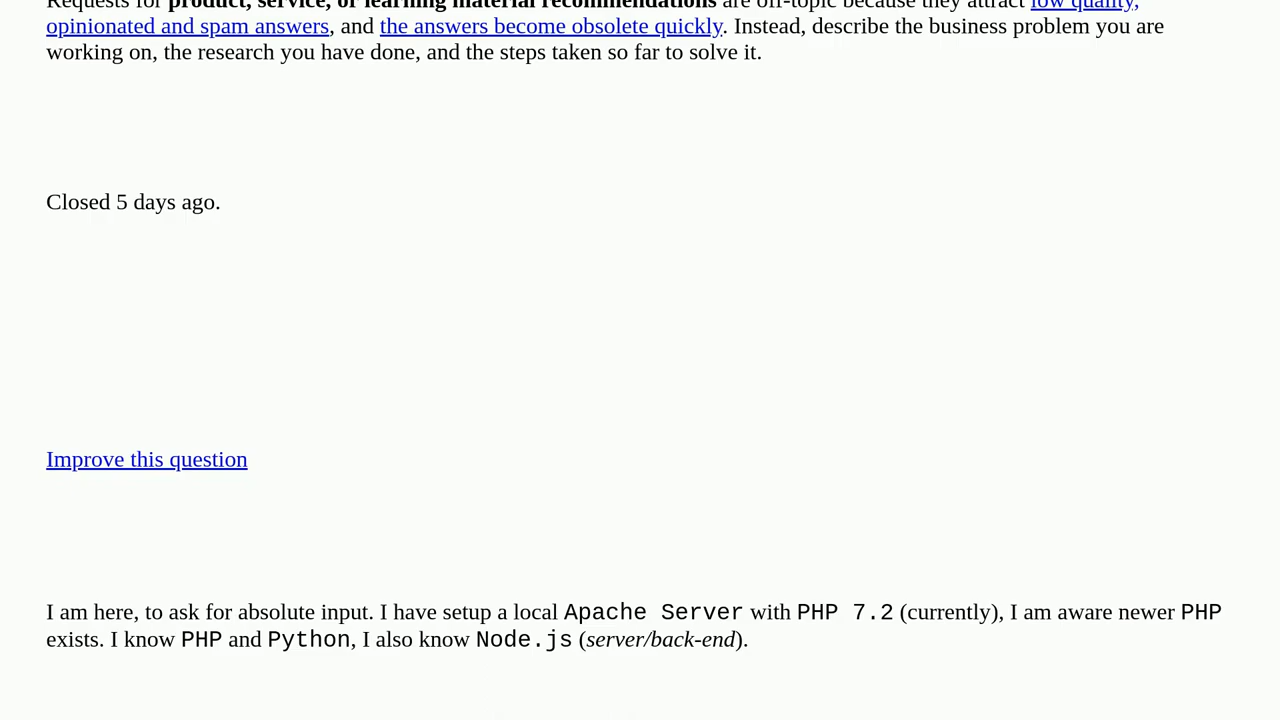 Requests for product, service, or learning material recommendations are off-topic because they attract low quality,
opinionated and spam answers, and the answers become obsolete quickly. Instead, describe the business problem you are
working on, the research you have done, and the steps taken so far to solve it.
Closed 5 days ago.
Improve this question
I am here, to ask for absolute input. I have setup a local Apache Server with PHP 7.2 (currently), I am aware newer PHP
exists. I know PHP and Python, I also know Node.js (server/back-end).